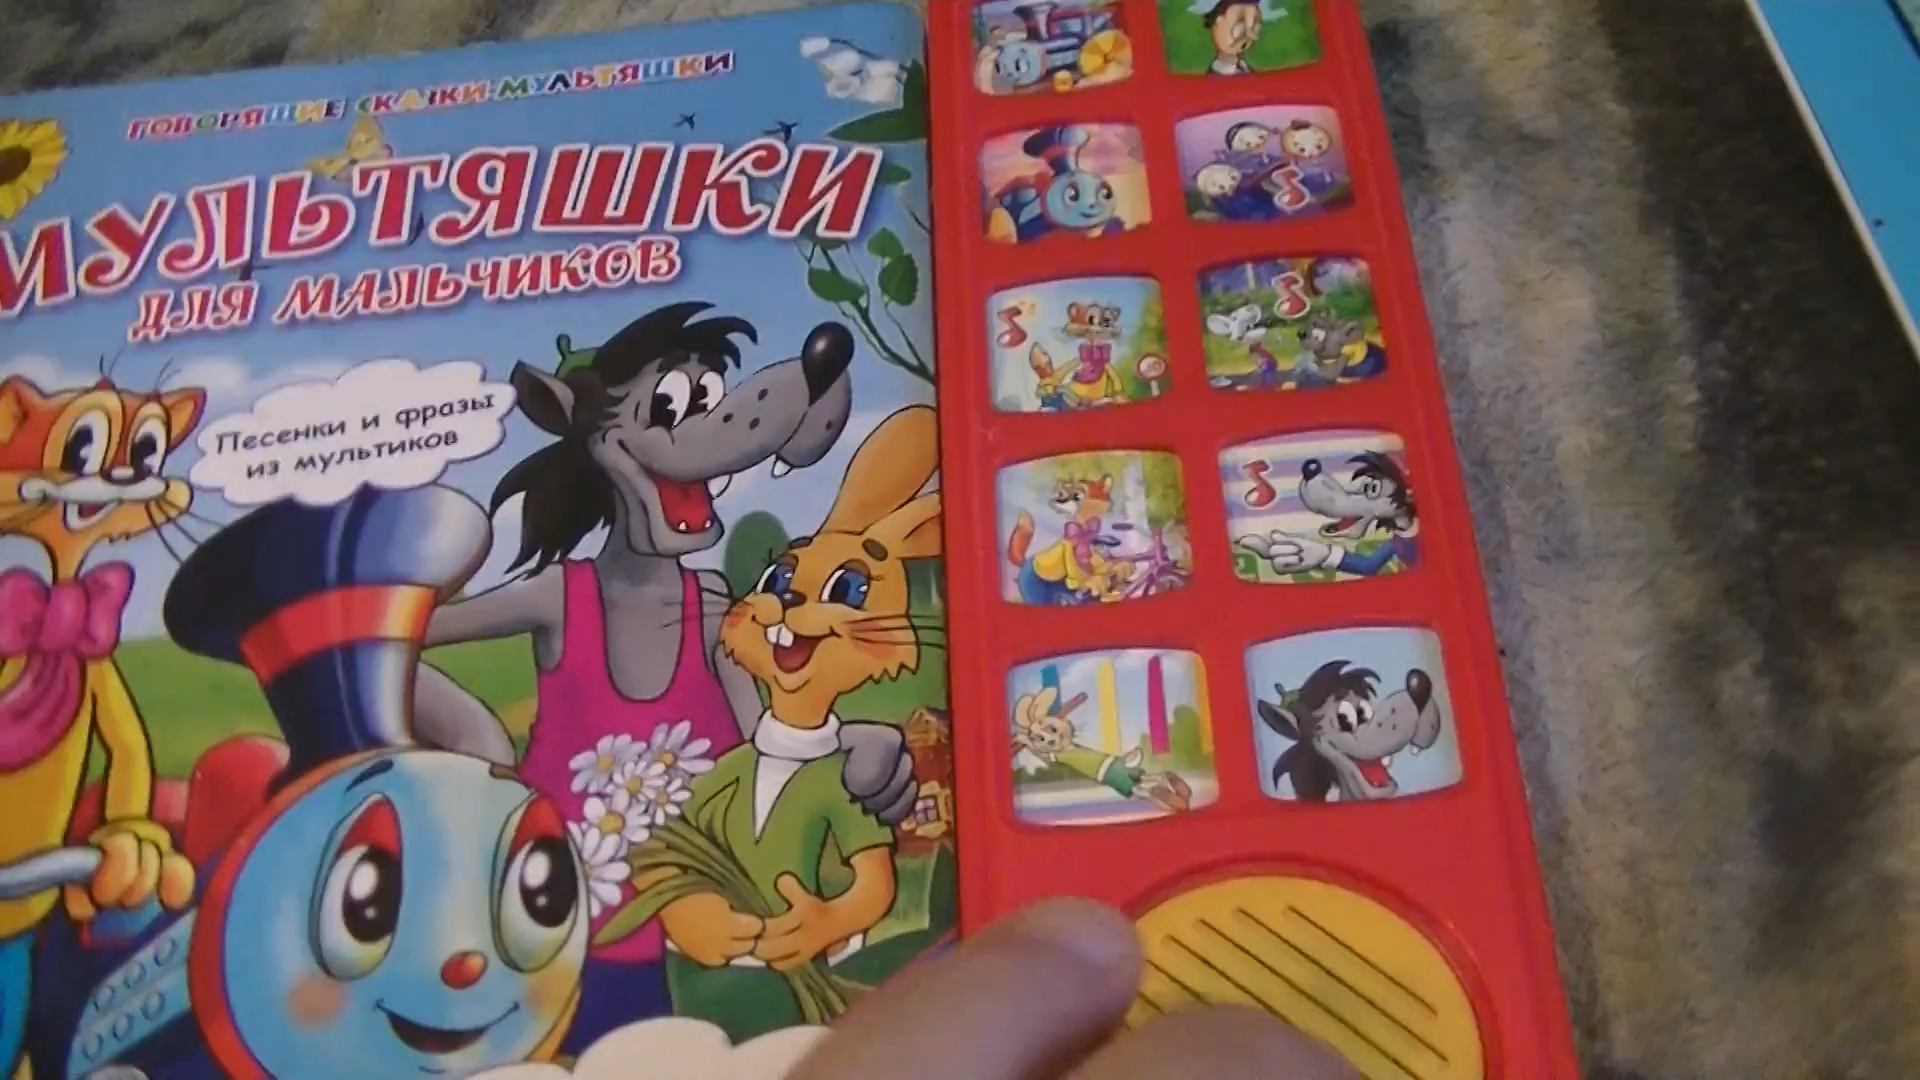 ГОВОРЯЩИЕ СКАЗКИ-МУЛЬТЯШКИ
МУЛЬТЯШКИ
ДЛЯ МАЛЬЧИКОВ
Песенки и фразы
из мультиков